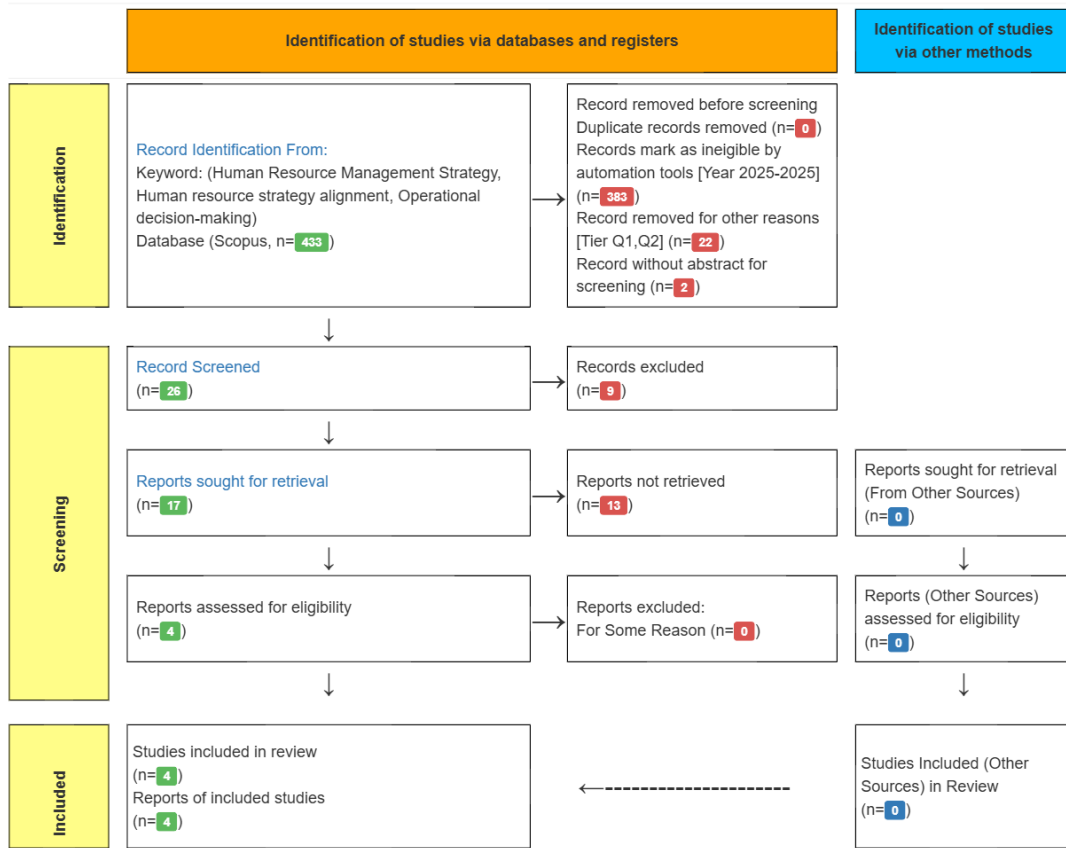 Identification of studies via databases and registers
Identification of studies
via other methods
Identification
Record Identification From:
Keyword: (Human Resource Management Strategy,
Human resource strategy alignment, Operational
decision-making)
Database (Scopus, n=433)
Record removed before screening
Duplicate records removed (n=0)
Records mark as ineigible by
automation tools [Year 2025-2025]
(n=383)
Record removed for other reasons
[Tier Q1,Q2] (n=22)
Record without abstract for
screening (n=2)
Screening
Record Screened
(n=26)
Records excluded
(n=9)
Reports sought for retrieval
(n=17)
Reports not retrieved
(n=13)
Reports sought for retrieval
(From Other Sources)
(n=0)
Reports assessed for eligibility
(n=4)
Reports excluded:
For Some Reason (n=0)
Reports (Other Sources)
assessed for eligibility
(n=0)
Included
Studies included in review
(n=4)
Reports of included studies
(n=4)
Studies Included (Other
Sources) in Review
(n=0)